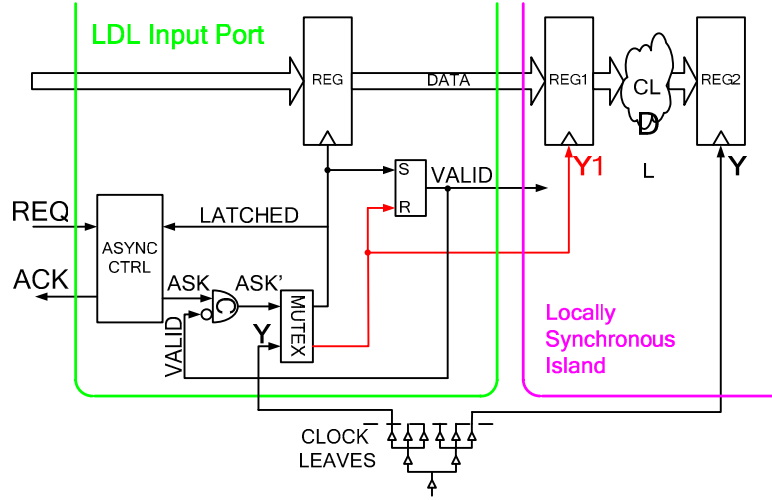 LDL Input Port
REG
DATA
REG1
CL
D
L
REG2
Y1
Y
S
R
VALID
REQ
LATCHED
ASYNC
CTRL
ACK
ASK
C
ASK'
MUTEX
Y
VALID
Locally
Synchronous
Island
CLOCK
LEAVES